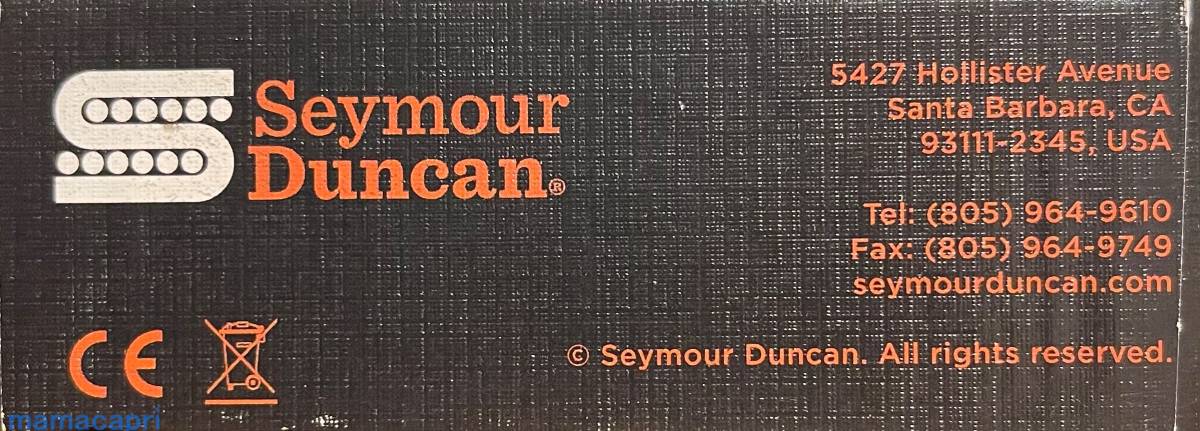 Seymour
Duncan®
5427 Hollister Avenue
Santa Barbara, CA
93111-2345, USA
Tel: (805) 964-9610
Fax: (805) 964-9749
seymourduncan.com
CE
© Seymour Duncan. All rights reserved.
mamacapri